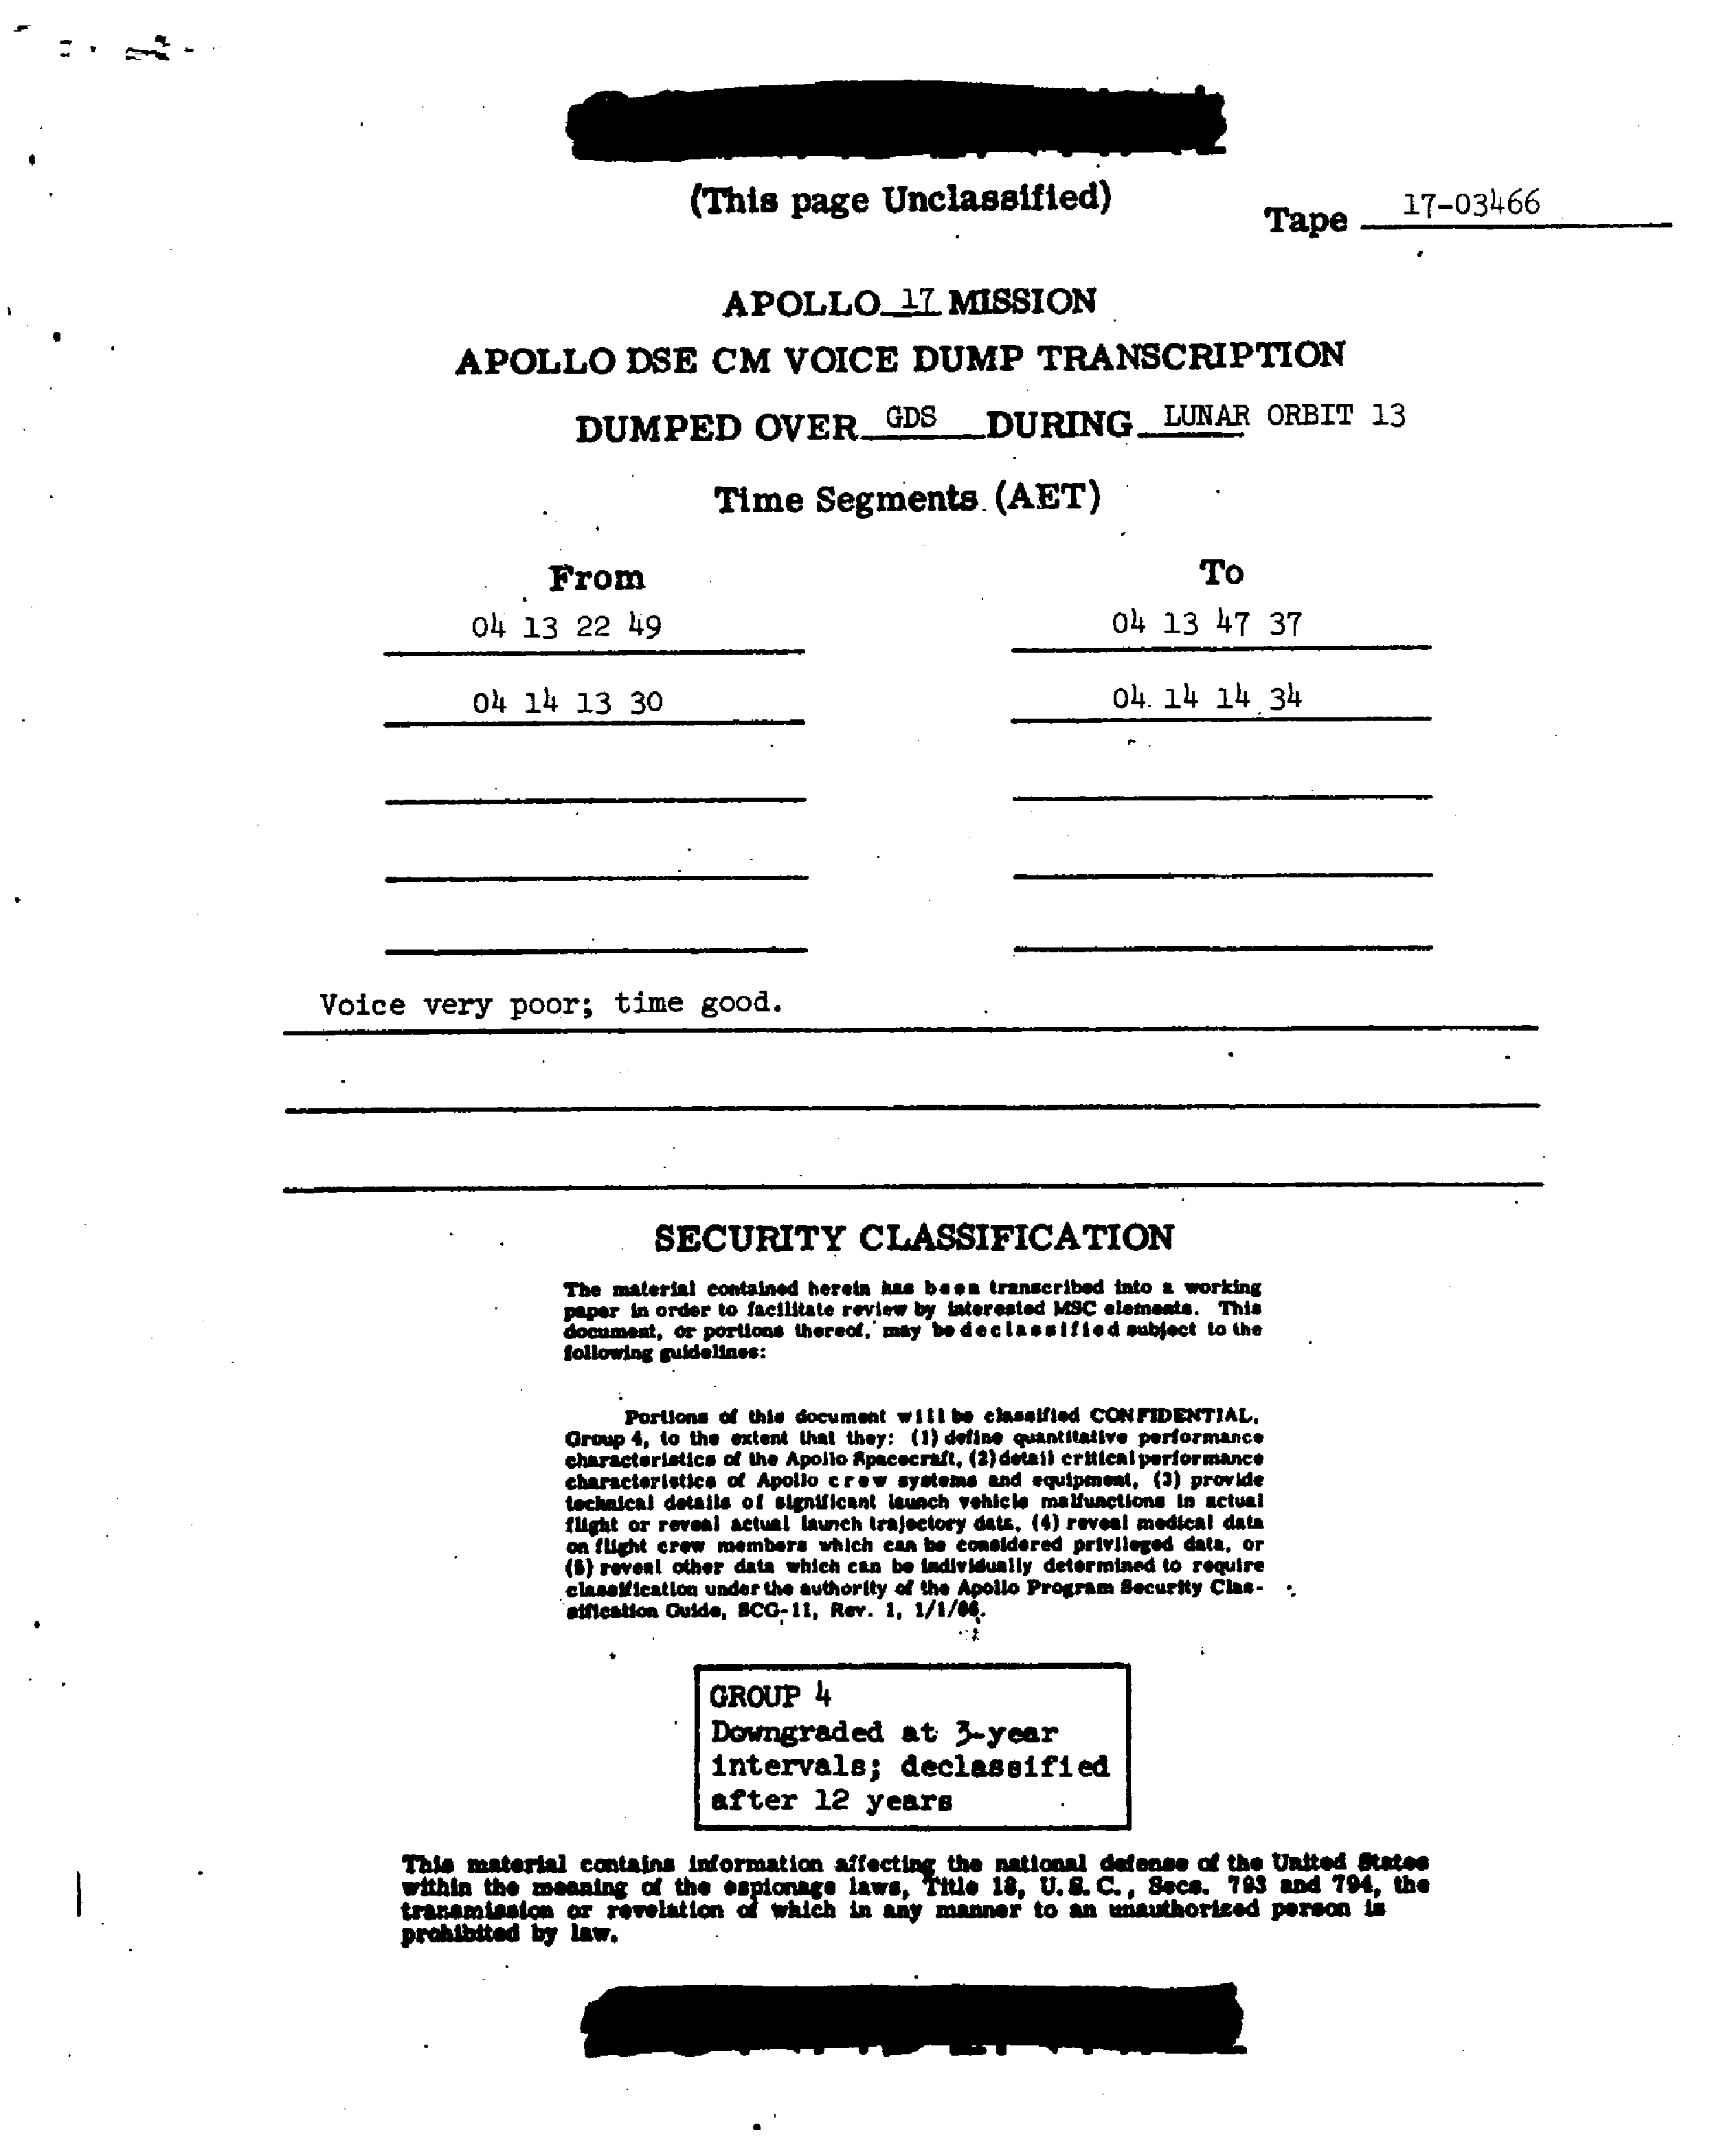 (This page Unclassified)
Tape 17-03466
APOLLO 17 MISSION
APOLLO DSE CM VOICE DUMP TRANSCRIPTION
DUMPED OVER GDS DURING LUNAR ORBIT 13
Time Segments (AET)
From To
04 13 22 49 04 13 47 37
04 14 13 30 04 14 14 34
Voice very poor; time good.
SECURITY CLASSIFICATION
The material contained herein has been transcribed into a working
paper in order to facilitate review by interested MSC elements. This
document, or portions thereof, may be declassified subject to the
following guidelines:
Portions of this document will be classified CONFIDENTIAL,
Group 4, to the extent that they: (1) define quantitative performance
characteristics of the Apollo Spacecraft, (2) detail critical performance
characteristics of Apollo crew systems and equipment, (3) provide
technical details of significant launch vehicle malfunctions in actual
flight or reveal actual launch trajectory data, (4) reveal medical data
on flight crew members which can be considered privileged data, or
(5) reveal other data which can be individually determined to require
classification under the authority of the Apollo Program Security Clas-
sification Guide, SCG-11, Rev. 1, 1/1/66.
GROUP 4
Downgraded at 3-year
intervals; declassified
after 12 years
This material contains information affecting the national defense of the United States
within the meaning of the espionage laws, Title 18, U.S.C., Secs. 793 and 794, the
transmission or revelation of which in any manner to an unauthorized person is
prohibited by law.